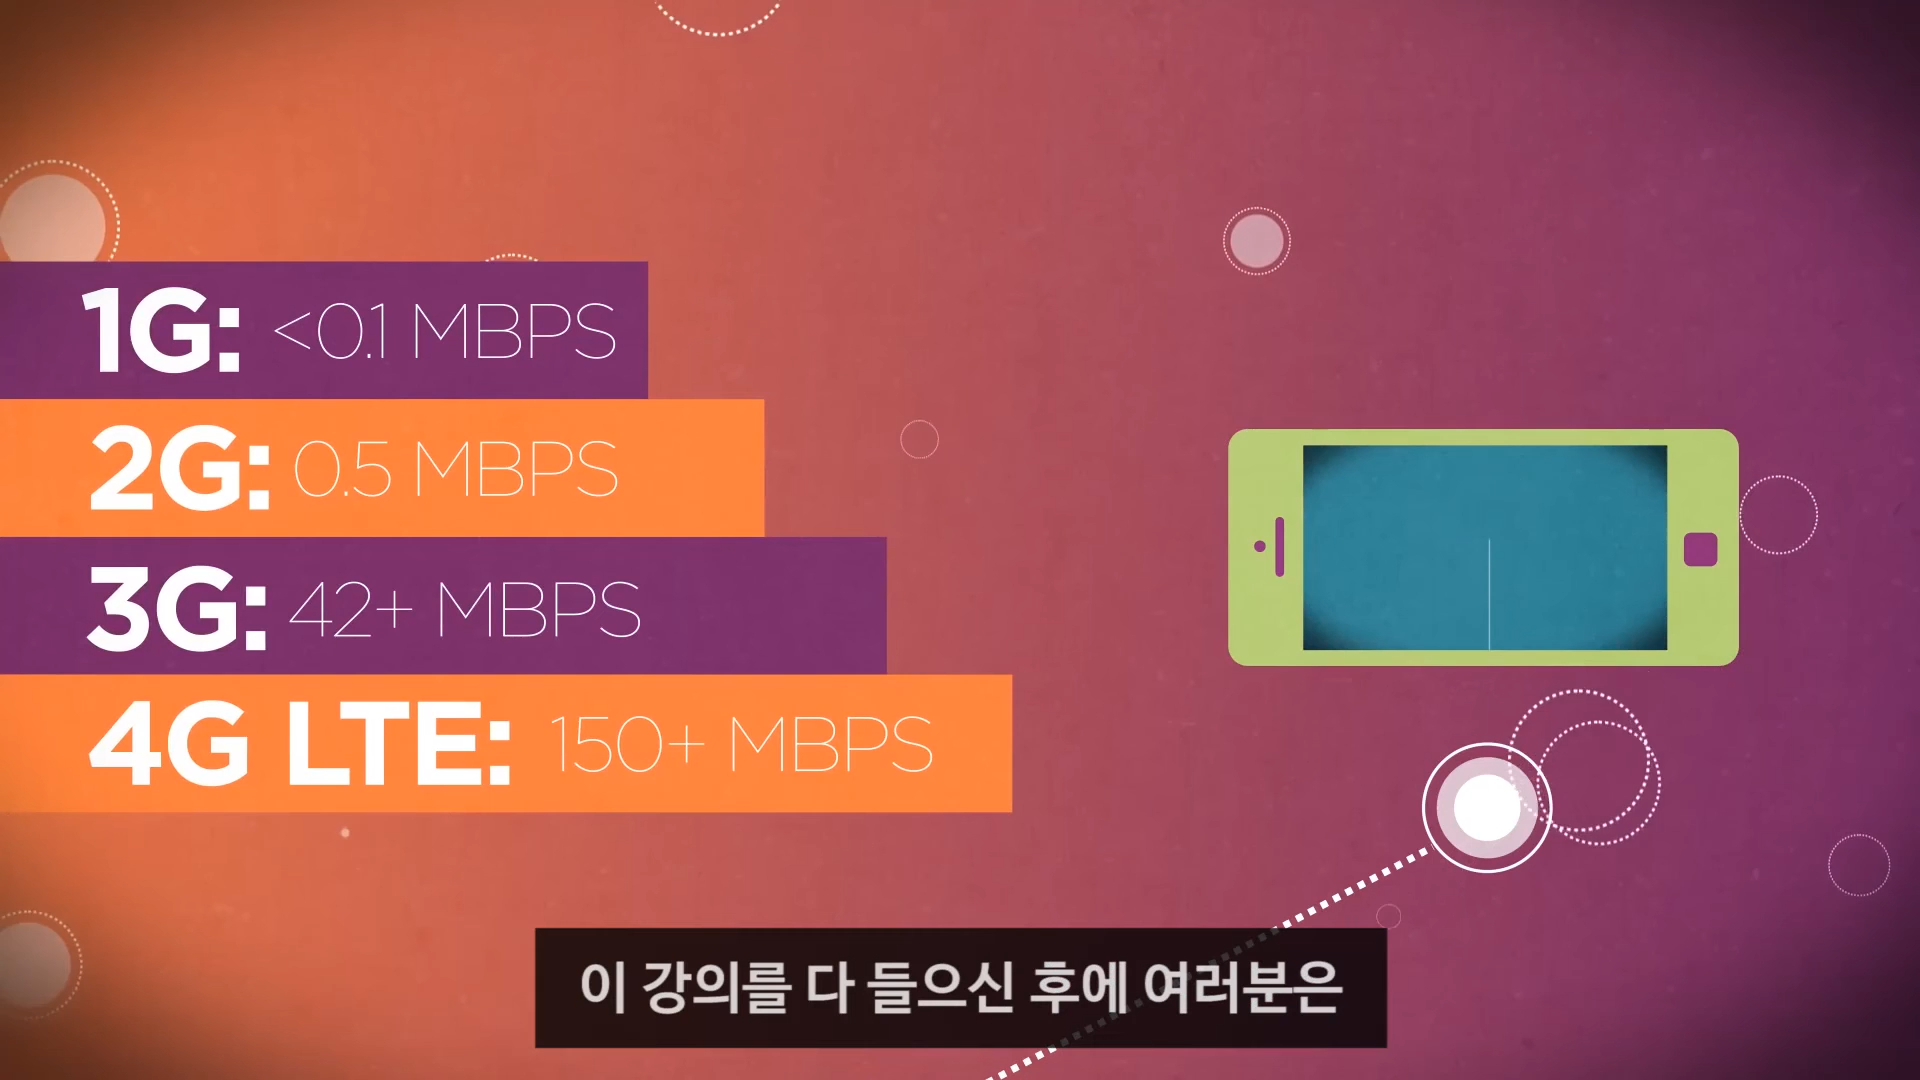 1G: <0.1 MBPS
2G: 0.5 MBPS
3G: 42+ MBPS
4G LTE: 150+ MBPS
이 강의를 다 들으신 후에 여러분은